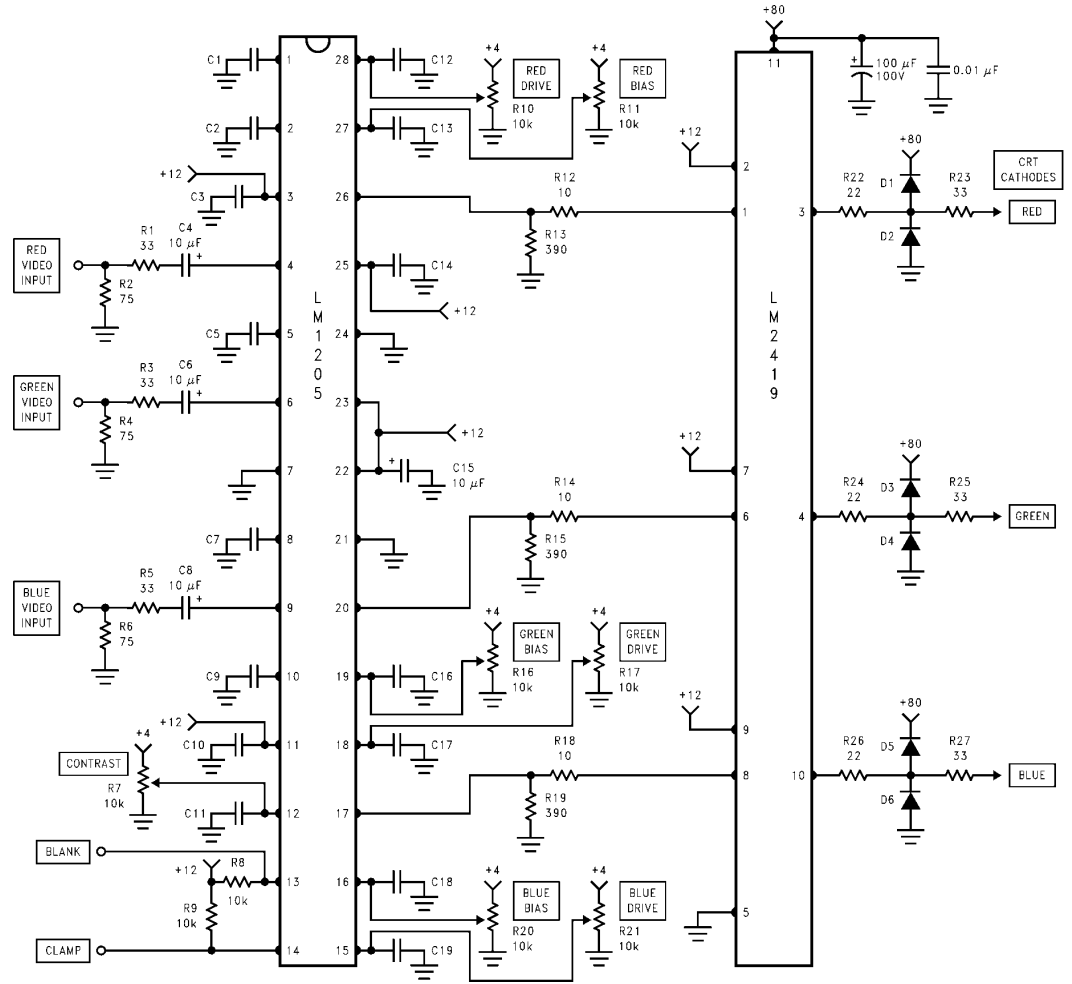 +80
C1
1
28
C12
+4
RED
DRIVE
R10
10k
+4
RED
BIAS
R11
10k
11
+
100 µF
100V
0.01 µF
C2
2
27
C13
+12
C3
3
26
R12
10
R13
390
+12
2
1
3
R22
22
+80
D1
D2
R23
33
CRT
CATHODES
RED
RED
VIDEO
INPUT
R1
33
C4
10 µF
+
R2
75
4
25
C14
+12
LM1205
LM2419
C5
5
24
GREEN
VIDEO
INPUT
R3
33
C6
10 µF
+
R4
75
6
23
+12
7
22
+
C15
10 µF
R14
10
R15
390
+12
7
6
4
R24
22
+80
D3
D4
R25
33
GREEN
C7
8
21
BLUE
VIDEO
INPUT
R5
33
C8
10 µF
+
R6
75
9
20
C9
10
19
C16
+4
GREEN
BIAS
R16
10k
+4
GREEN
DRIVE
R17
10k
+12
C10
11
18
C17
R18
10
R19
390
+12
9
8
10
R26
22
+80
D5
D6
R27
33
BLUE
CONTRAST
+4
R7
10k
C11
12
17
BLANK
+12
R8
10k
13
16
C18
+4
BLUE
BIAS
R20
10k
+4
BLUE
DRIVE
R21
10k
5
R9
10k
CLAMP
14
15
C19